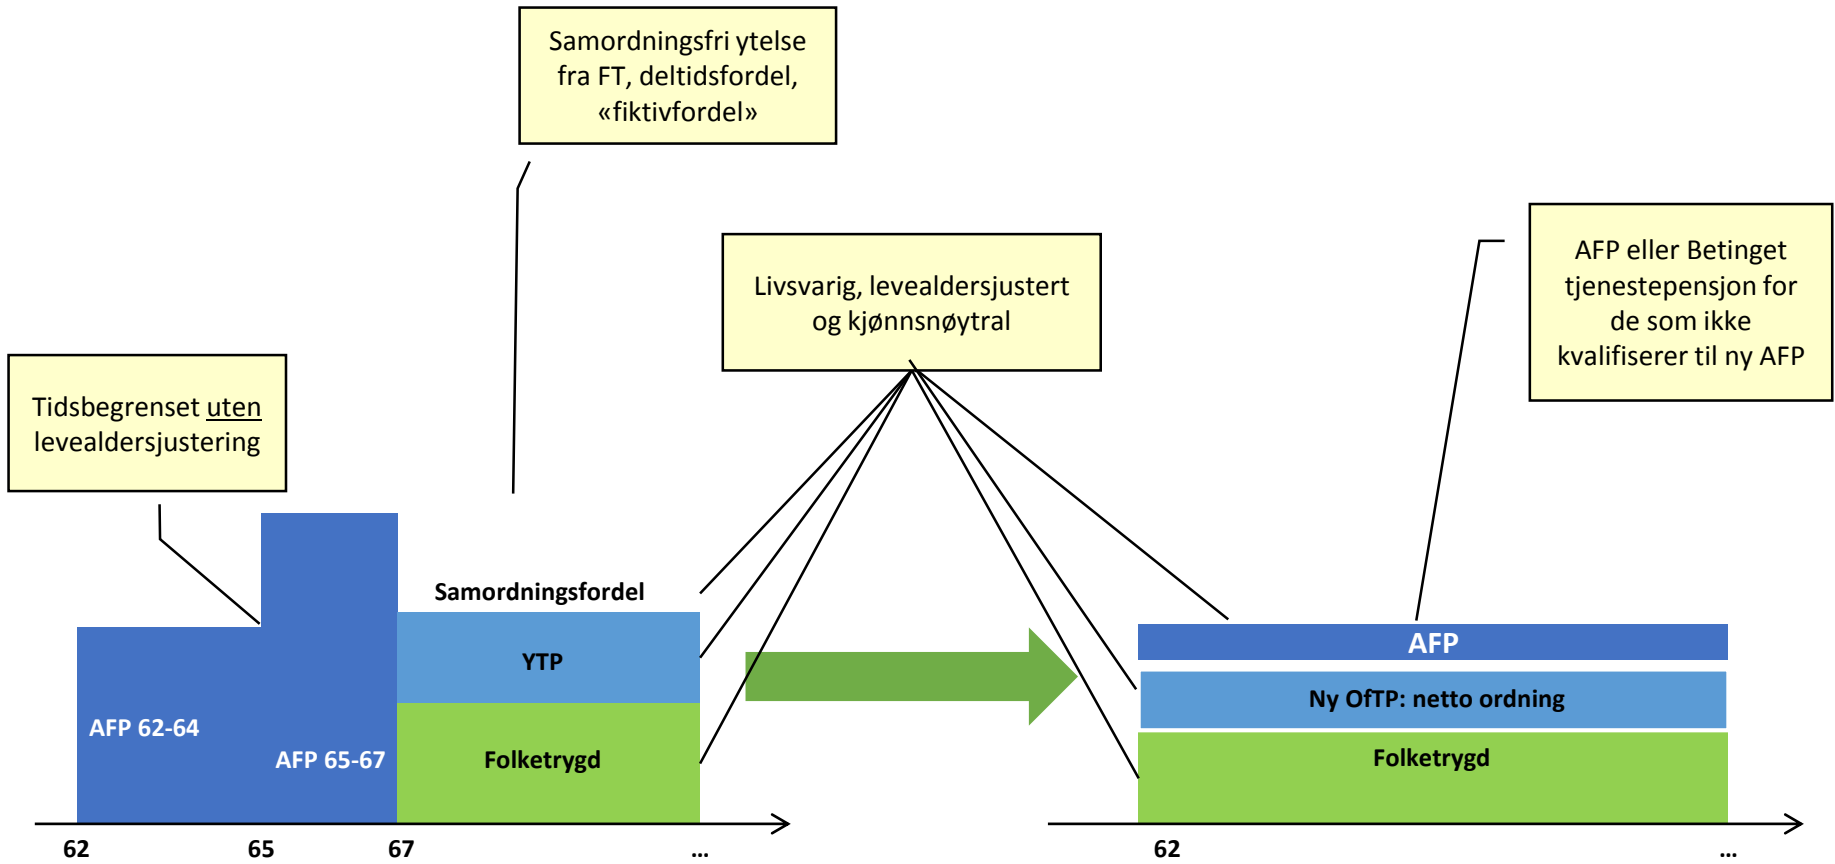 Samordningsfri ytelse
fra FT, deltidsfordel,
«fiktivfordel»
Livsvarig, levealdersjustert
og kjønnsnøytral
AFP eller Betinget
tjenestepensjon for
de som ikke
kvalifiserer til ny AFP
Tidsbegrenset uten
levealdersjustering
Samordningsfordel
YTP
AFP 62-64
AFP 65-67
Folketrygd
AFP
Ny OfTP: netto ordning
Folketrygd
62
65
67
...
62
...